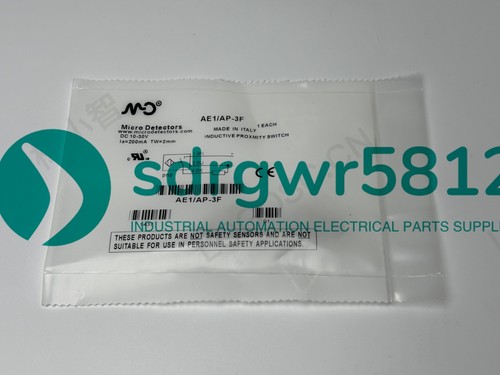 MD®
Micro Detectors
www.microdetectors.com
DC 10-30V
Ia=200mA TW=2mm
AE1/AP-3F
1 EACH
MADE IN ITALY
INDUCTIVE PROXIMITY SWITCH
CE
sdrgwr5812
AE1/AP-3F
INDUSTRIAL AUTOMATION ELECTRICAL PARTS SUPPL
THESE PRODUCTS ARE NOT SAFETY SENSORS AND ARE NOT
SUITABLE FOR USE IN PERSONNEL SAFETY APPLICATIONS.